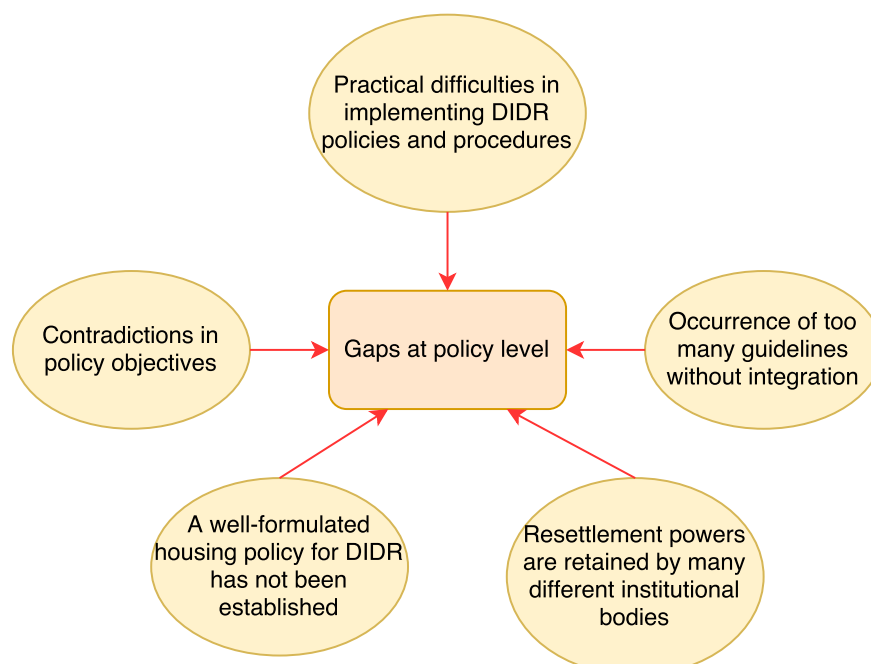 Practical difficulties in
implementing DIDR
policies and procedures
Contradictions in
policy objectives
Gaps at policy level
Occurrence of too
many guidelines
without integration
A well-formulated
housing policy for DIDR
has not been
established
Resettlement powers
are retained by many
different institutional
bodies